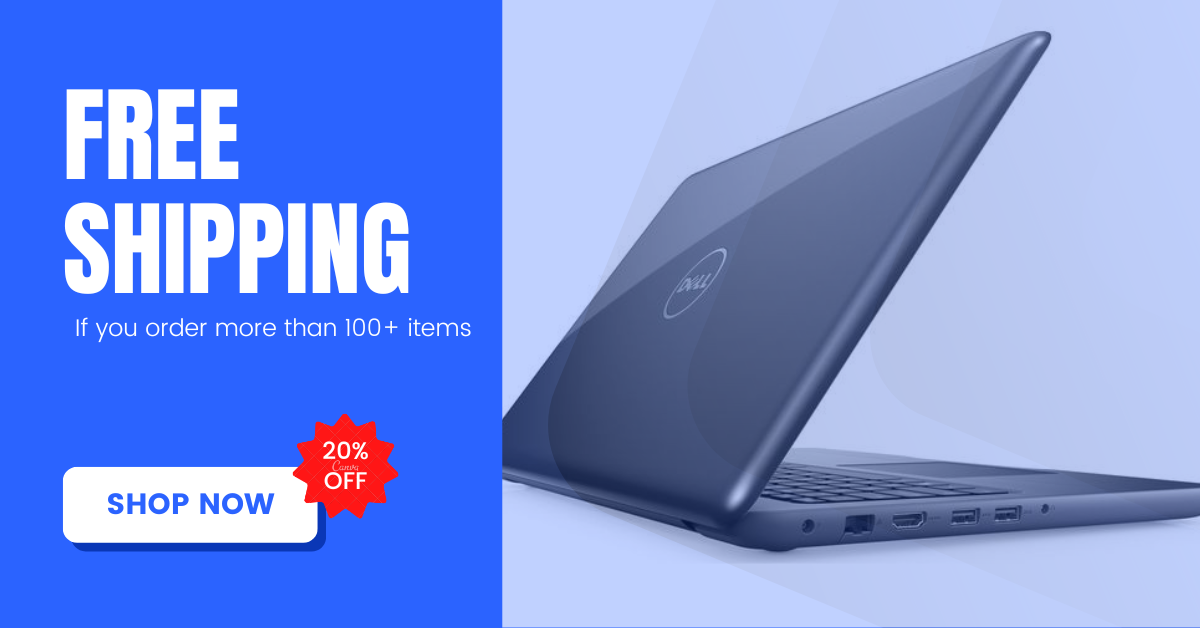 FREE
SHIPPING
If you order more than 100+ items
SHOP NOW
20%
Canva
OFF
DELL